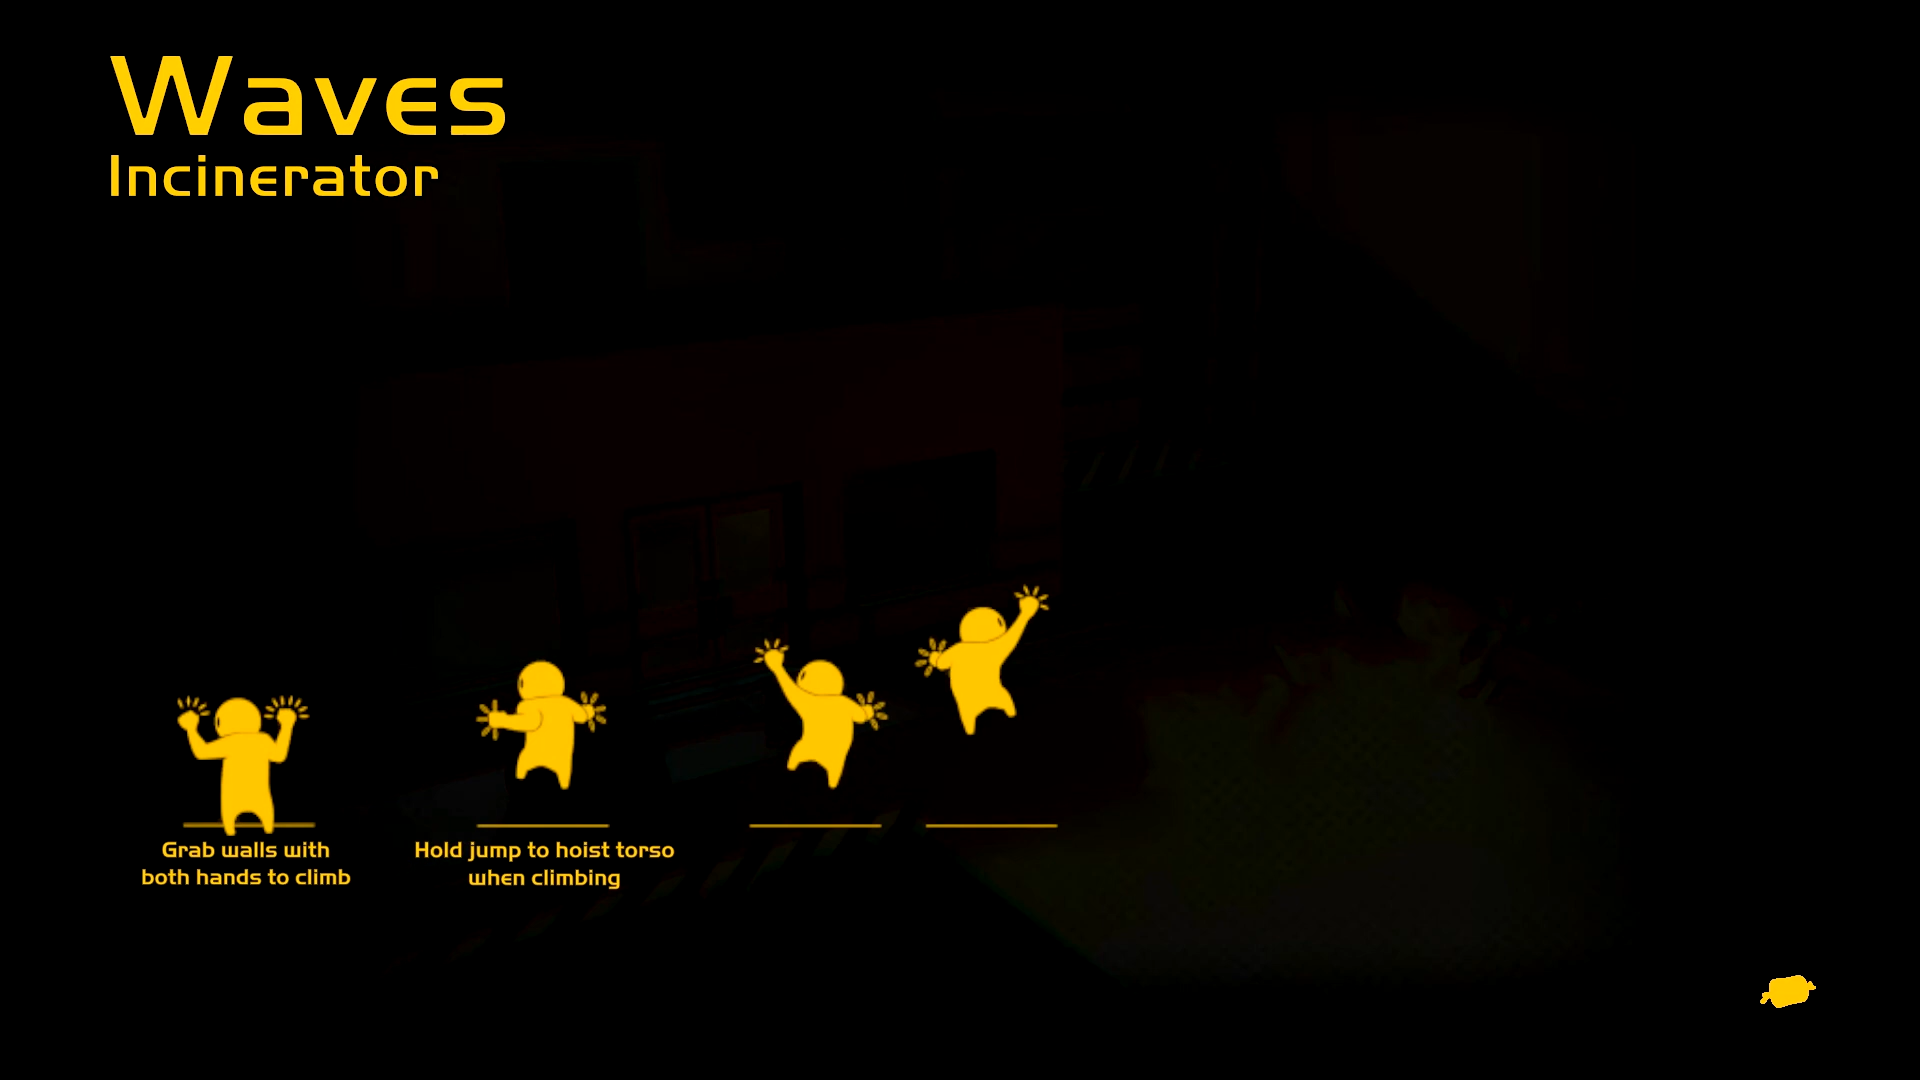 Waves
Incinerator
Grab walls with
both hands to climb
Hold jump to hoist torso
when climbing